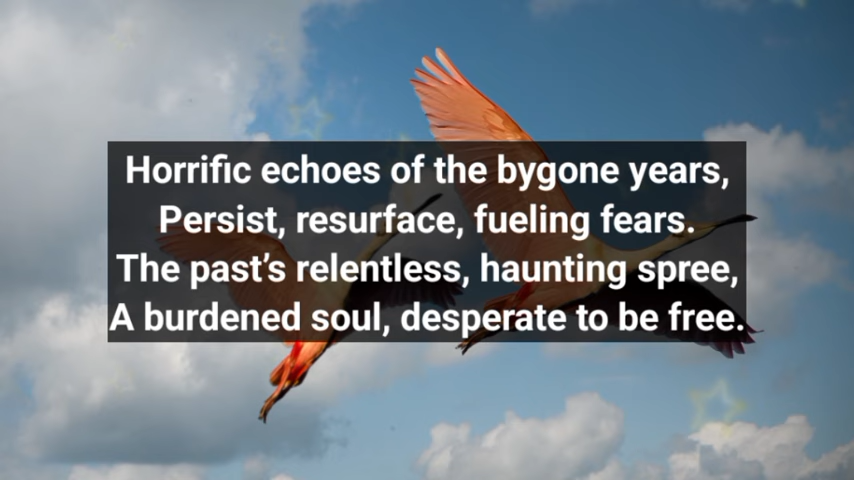 Horrific echoes of the bygone years,
Persist, resurface, fueling fears.
The past’s relentless, haunting spree,
A burdened soul, desperate to be free.